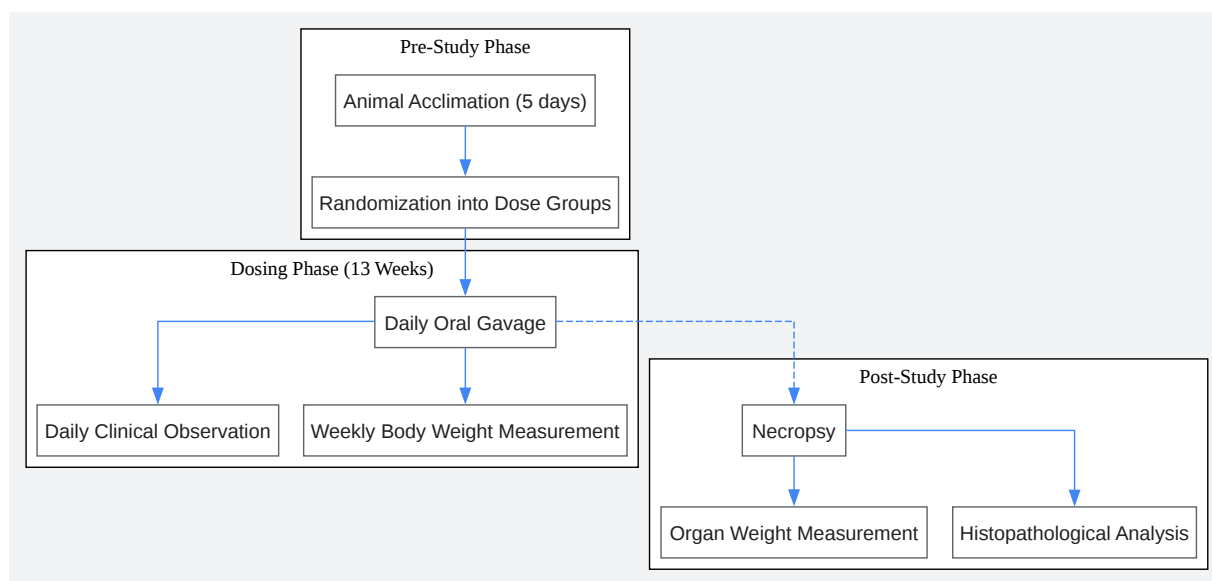 Pre-Study Phase
Animal Acclimation (5 days)
Randomization into Dose Groups
Dosing Phase (13 Weeks)
Daily Oral Gavage
Daily Clinical Observation
Weekly Body Weight Measurement
Post-Study Phase
Necropsy
Organ Weight Measurement
Histopathological Analysis